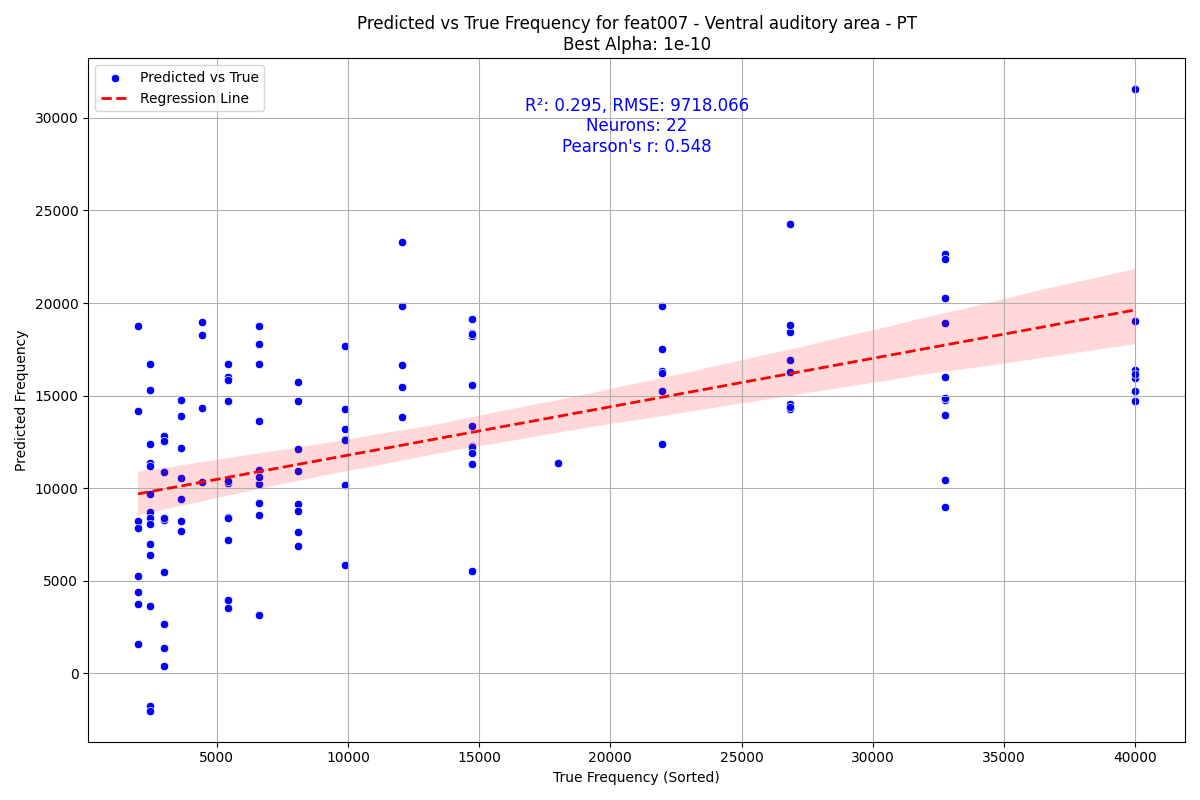 Predicted vs True Frequency for feat007 - Ventral auditory area - PT
Best Alpha: 1e-10
Predicted vs True
Regression Line
R²: 0.295, RMSE: 9718.066
Neurons: 22
Pearson's r: 0.548
Predicted Frequency
30000
25000
20000
15000
10000
5000
0
5000 10000 15000 20000 25000 30000 35000 40000
True Frequency (Sorted)